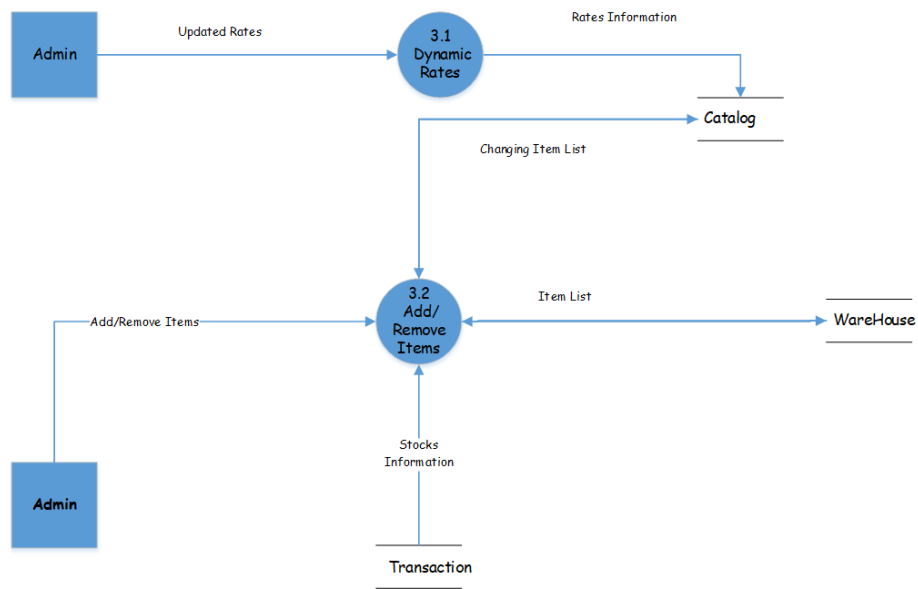 Updated Rates
Rates Information
Admin
3.1
Dynamic
Rates
Catalog
Changing Item List
3.2
Add/
Remove
Items
Item List
WareHouse
Add/Remove Items
Stocks
Information
Admin
Transaction